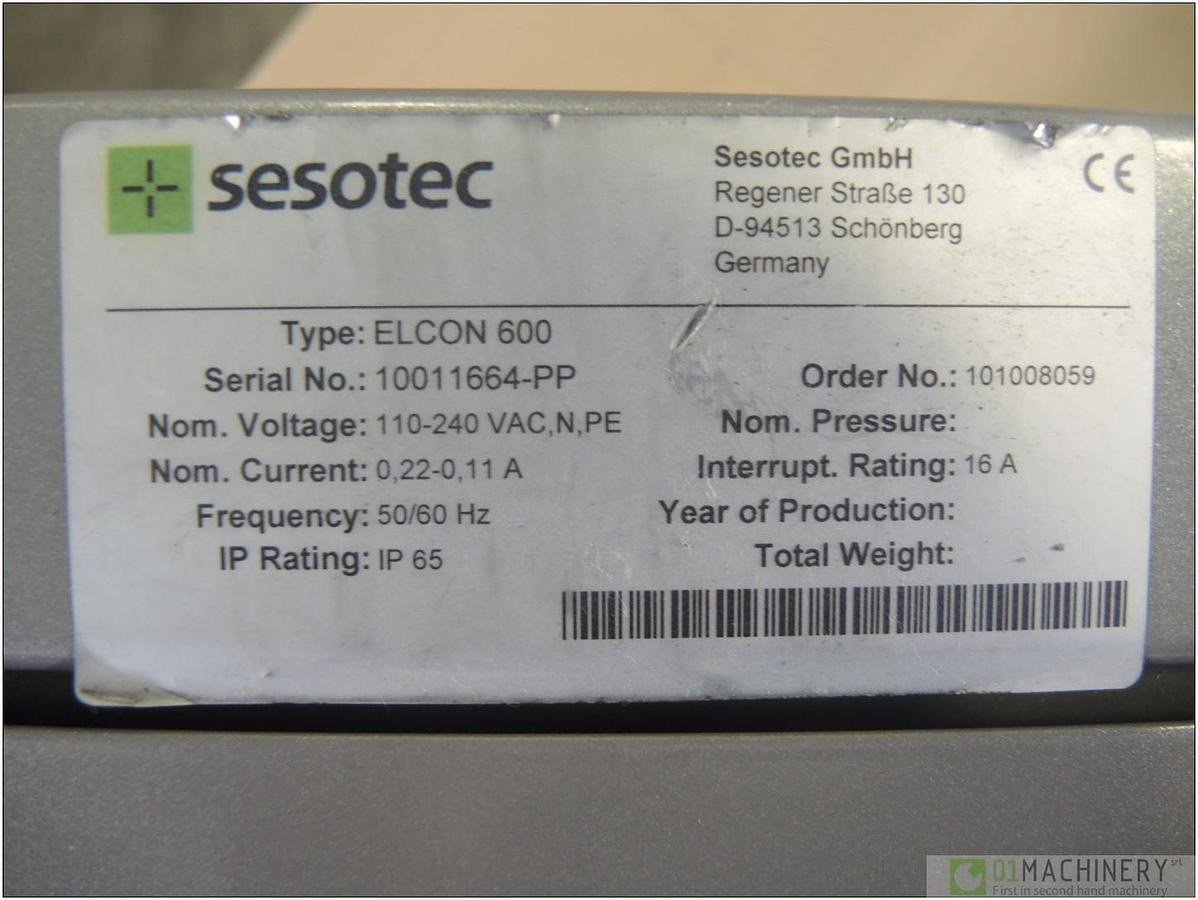 sesotec
Sesotec GmbH
Regener Straße 130
D-94513 Schönberg
Germany
CE
Type: ELCON 600
Serial No.: 10011664-PP
Order No.: 101008059
Nom. Voltage: 110-240 VAC,N,PE
Nom. Pressure:
Nom. Current: 0,22-0,11 A
Interrupt. Rating: 16 A
Frequency: 50/60 Hz
Year of Production:
IP Rating: IP 65
Total Weight:
01MACHINERY srl
First in second hand machinery